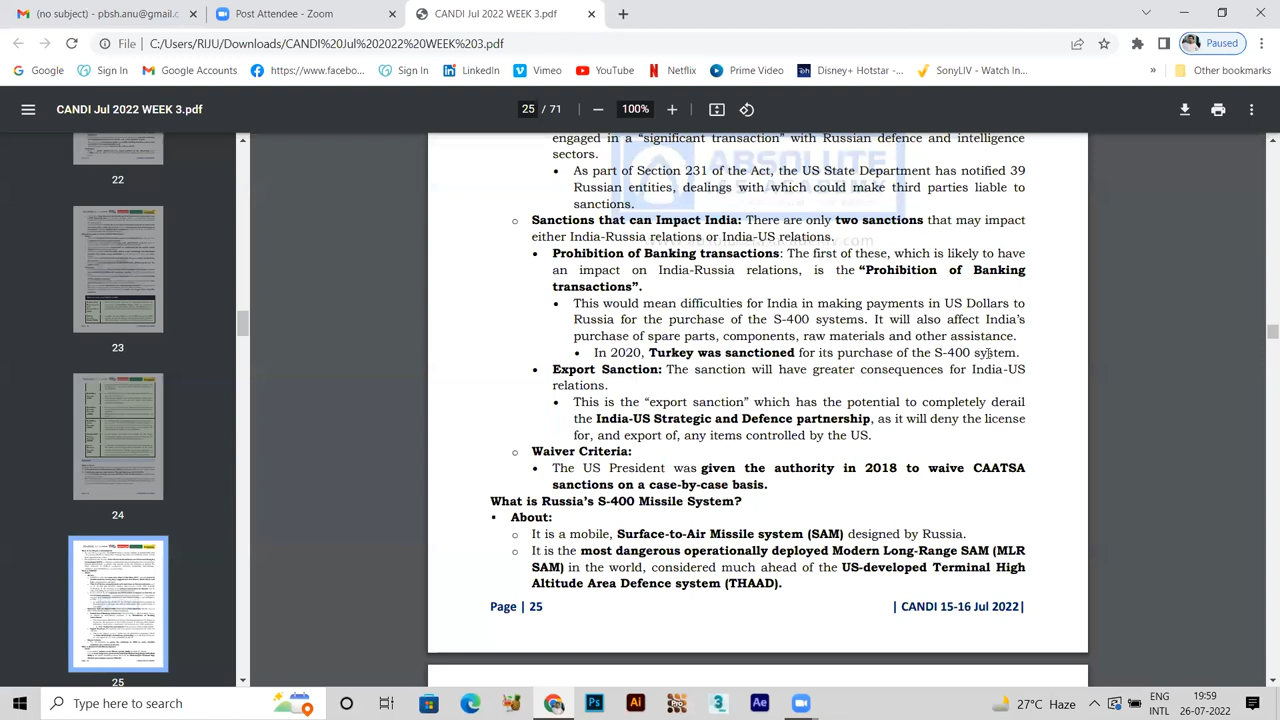 (no subject) - pbsh.anu@gmail.c
Post Attendee - Zoom
CANDI Jul 2022 WEEK 3.pdf
File
C:/Users/RIJU/Downloads/CANDI%20Jul%202022%20WEEK%203.pdf
Paused
Google
Sign In
Google Accounts
https://www.facebo...
Sign In
LinkedIn
Vimeo
YouTube
Netflix
Prime Video
Disney+ Hotstar -...
SonyLIV - Watch In...
»
Other bookmarks
CANDI Jul 2022 WEEK 3.pdf
25 / 71
100%
22
23
24
25
engaged in a “significant transaction” with Russian defence and intelligence
sectors.
• As part of Section 231 of the Act, the US State Department has notified 39
Russian entities, dealings with which could make third parties liable to
sanctions.
o Sanctions that can Impact India: There are only two sanctions that may impact
either India-Russia relations or India-US relations.
• Prohibition of Banking transactions: The first of these, which is likely to have
an impact on India-Russia relations, is the “Prohibition of Banking
transactions”.
• This would mean difficulties for India in making payments in US Dollars to
Russia for the purchase of the S-400 systems. It will also affect India’s
purchase of spare parts, components, raw materials and other assistance.
• In 2020, Turkey was sanctioned for its purchase of the S-400 system.
• Export Sanction: The sanction will have greater consequences for India-US
relations.
• This is the “export sanction” which has the potential to completely derail
the India-US Strategic and Defence partnership, as it will deny the license
for, and export of, any items controlled by the US.
o Waiver Criteria:
• The US President was given the authority in 2018 to waive CAATSA
sanctions on a case-by-case basis.
What is Russia’s S-400 Missile System?
▪ About:
o It is a mobile, Surface-to-Air Missile system (SAM) designed by Russia.
o It is the most dangerous operationally deployed Modern Long-Range SAM (MLR
SAM) in the world, considered much ahead of the US-developed Terminal High
Altitude Area Defence system (THAAD).
Page | 25
| CANDI 15-16 Jul 2022|
Type here to search
Ps
Ai
Pro
3
Ae
27°C Haze
ENG
INTL
19:59
26-07-2022